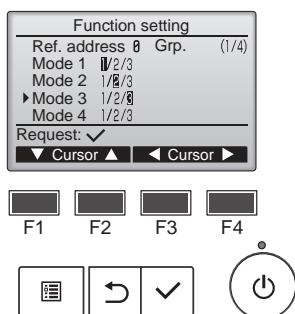 Function setting
Ref. address 0 Grp. (1/4)
Mode 1 1/2/3
Mode 2 1/2/3
Mode 3 1/2/3
Mode 4 1/2/3
Request: ✓
▼ Cursor ▲ ◀ Cursor ▶
F1 F2 F3 F4